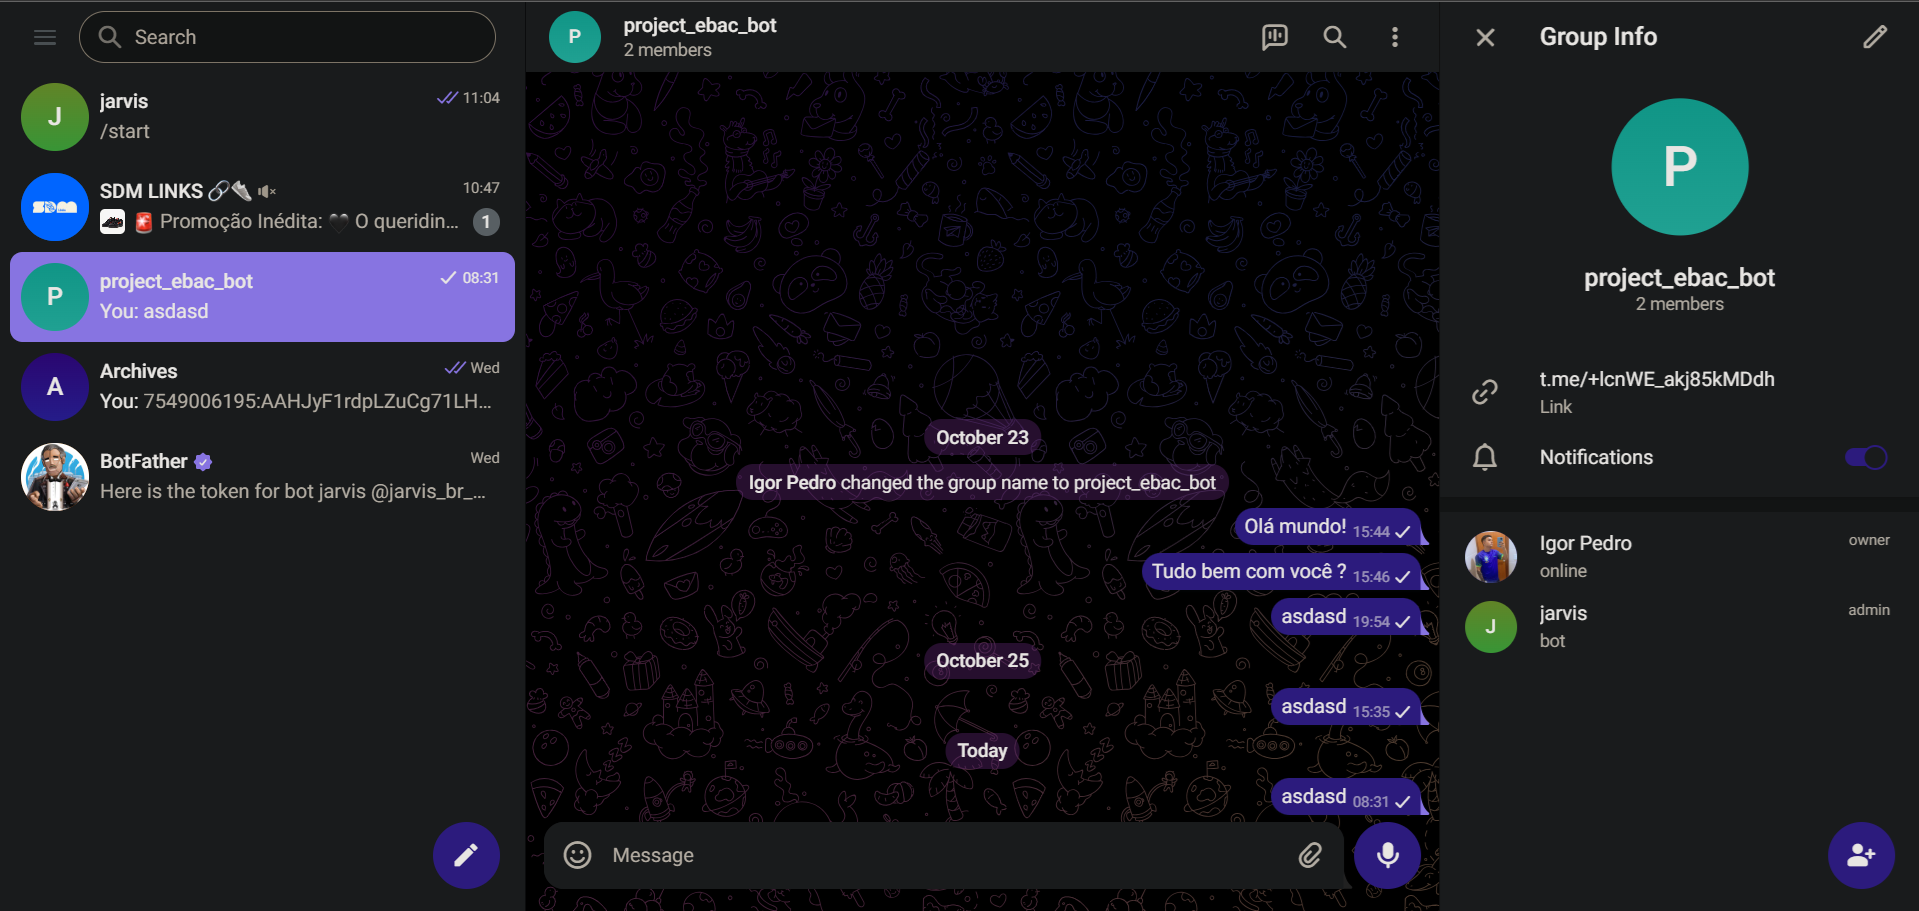 Search
J
jarvis
11:04
/start
SDM
SDM LINKS
10:47
Promoção Inédita: O queridin...
1
P
project_ebac_bot
08:31
You: asdasd
A
Archives
Wed
You: 7549006195:AAHJyF1rdpLZuCg71LH...
BotFather
Wed
Here is the token for bot jarvis @jarvis_br_...
P
project_ebac_bot
2 members
October 23
Igor Pedro changed the group name to project_ebac_bot
Olá mundo! 15:44
Tudo bem com você ? 15:46
asdasd 19:54
October 25
asdasd 15:35
Today
asdasd 08:31
Message
Group Info
P
project_ebac_bot
2 members
t.me/+lcnWE_akj85kMDdh
Link
Notifications
Igor Pedro
owner
online
J
jarvis
admin
bot